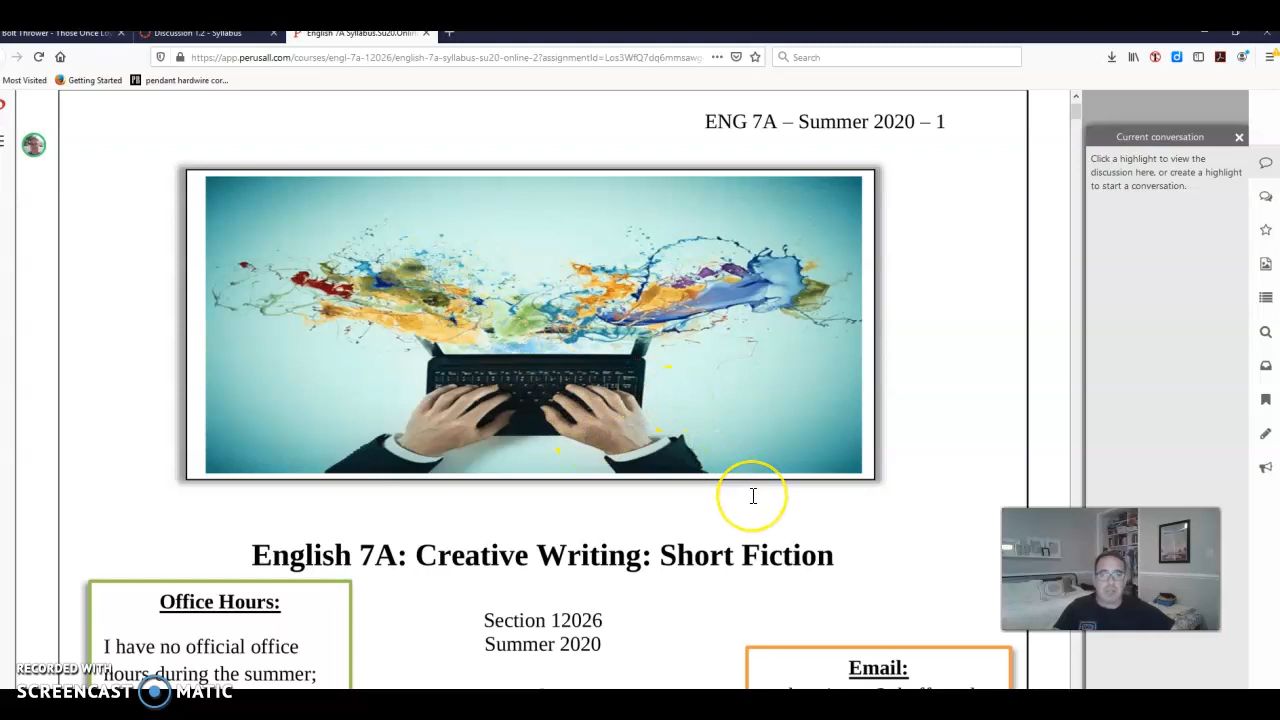 Bolt Thrower - Those Once Lo
Discussion 1.2 - Syllabus
English 7A Syllabus.Su20.Onlin
https://app.perusall.com/courses/engl-7a-12026/english-7a-syllabus-su20-online-2?assignmentId=Los3WfQ7dq6mmsawg
Search
Most Visited
Getting Started
pendant hardwire cor...
ENG 7A – Summer 2020 – 1
Current conversation
Click a highlight to view the
discussion here, or create a highlight
to start a conversation.
English 7A: Creative Writing: Short Fiction
Office Hours:
I have no official office
hours during the summer;
Section 12026
Summer 2020
Email:
RECORDED WITH
SCREENCAST MATIC